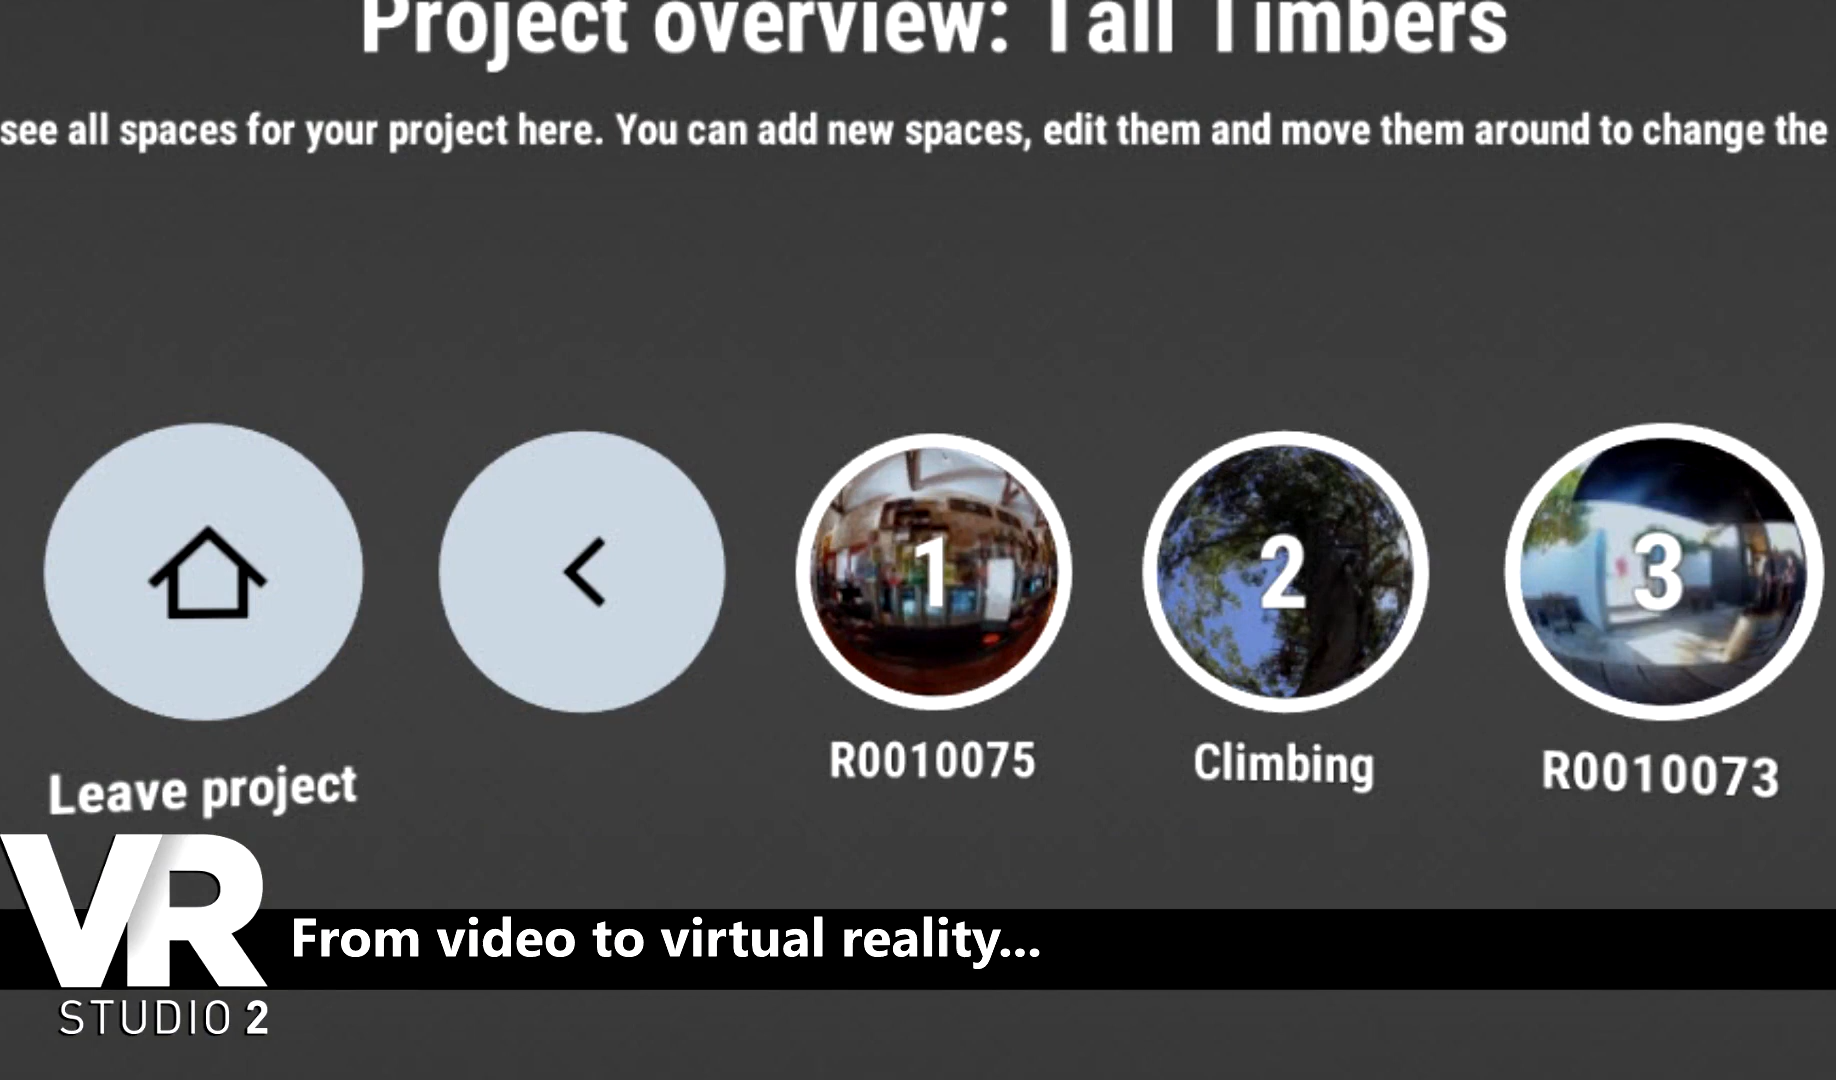 Project overview: Tall Timbers
see all spaces for your project here. You can add new spaces, edit them and move them around to change the
1
2
3
Leave project
R0010075
Climbing
R0010073
VR
STUDIO 2
From video to virtual reality...